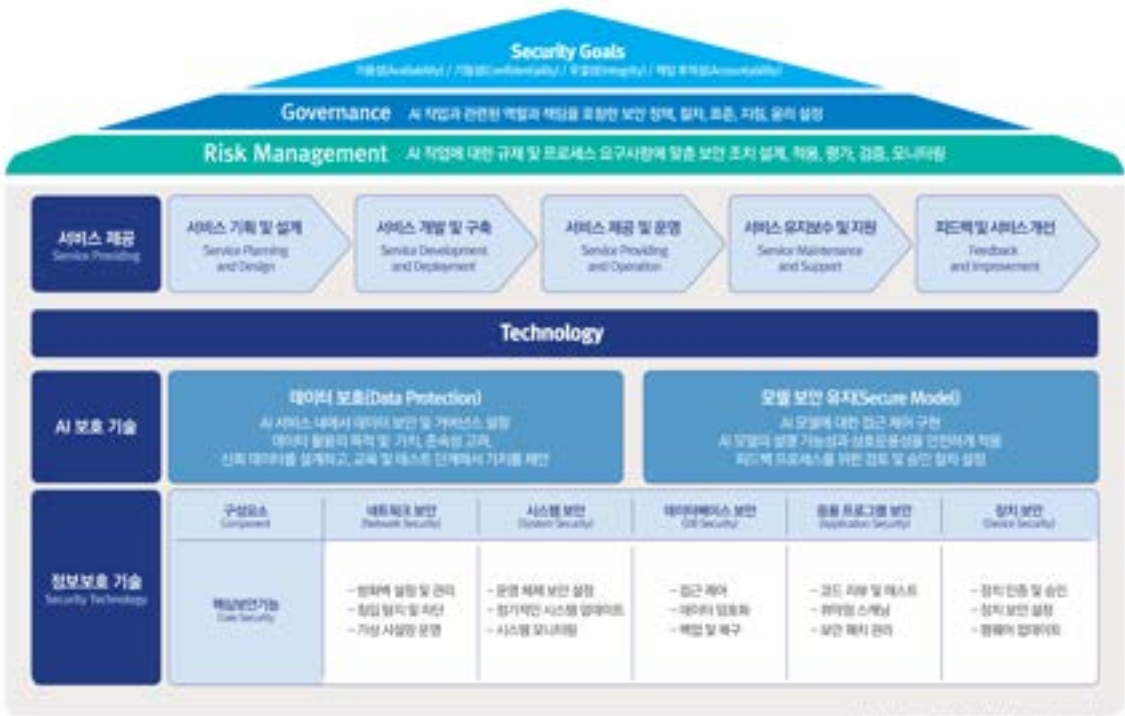 Security Goals
가용성(Availability) / 기밀성(Confidentiality) / 무결성(Integrity) / 책임 추적성(Accountability)
Governance AI 작업과 관련된 역할과 책임을 포함한 보안 정책, 절차, 표준, 지침, 윤리 설정
Risk Management AI 작업에 대한 규제 및 프로세스 요구사항에 맞춘 보안 조치 설계, 적용, 평가, 검증, 모니터링
서비스 제공
Service Providing
서비스 기획 및 설계
Service Planning
and Design
서비스 개발 및 구축
Service Development
and Deployment
서비스 제공 및 운영
Service Providing
and Operation
서비스 유지보수 및 지원
Service Maintenance
and Support
피드백 및 서비스 개선
Feedback
and Improvement
Technology
AI 보호 기술
데이터 보호(Data Protection)
AI 서비스 내에서 데이터 보안 및 거버넌스 설정
데이터 활용의 목적 및 가치, 존속성 고려,
신뢰 데이터를 설계하고, 교육 및 테스트 단계에서 가치를 제안
모델 보안 유지(Secure Model)
AI 모델에 대한 접근 제어 구현
AI 모델의 설명 가능성과 상호운용성을 안전하게 적용
피드백 프로세스를 위한 검토 및 승인 절차 설정
정보보호 기술
Security Technology
구성요소
Component
네트워크 보안
(Network Security)
시스템 보안
(System Security)
데이터베이스 보안
(DB Security)
응용 프로그램 보안
(Application Security)
장치 보안
(Device Security)
핵심보안기능
Core Security
- 방화벽 설정 및 관리
- 침입 탐지 및 차단
- 가상 사설망 운영
- 운영 체제 보안 설정
- 정기적인 시스템 업데이트
- 시스템 모니터링
- 접근 제어
- 데이터 암호화
- 백업 및 복구
- 코드 리뷰 및 테스트
- 취약점 스캐닝
- 보안 패치 관리
- 장치 인증 및 승인
- 장치 보안 설정
- 펌웨어 업데이트